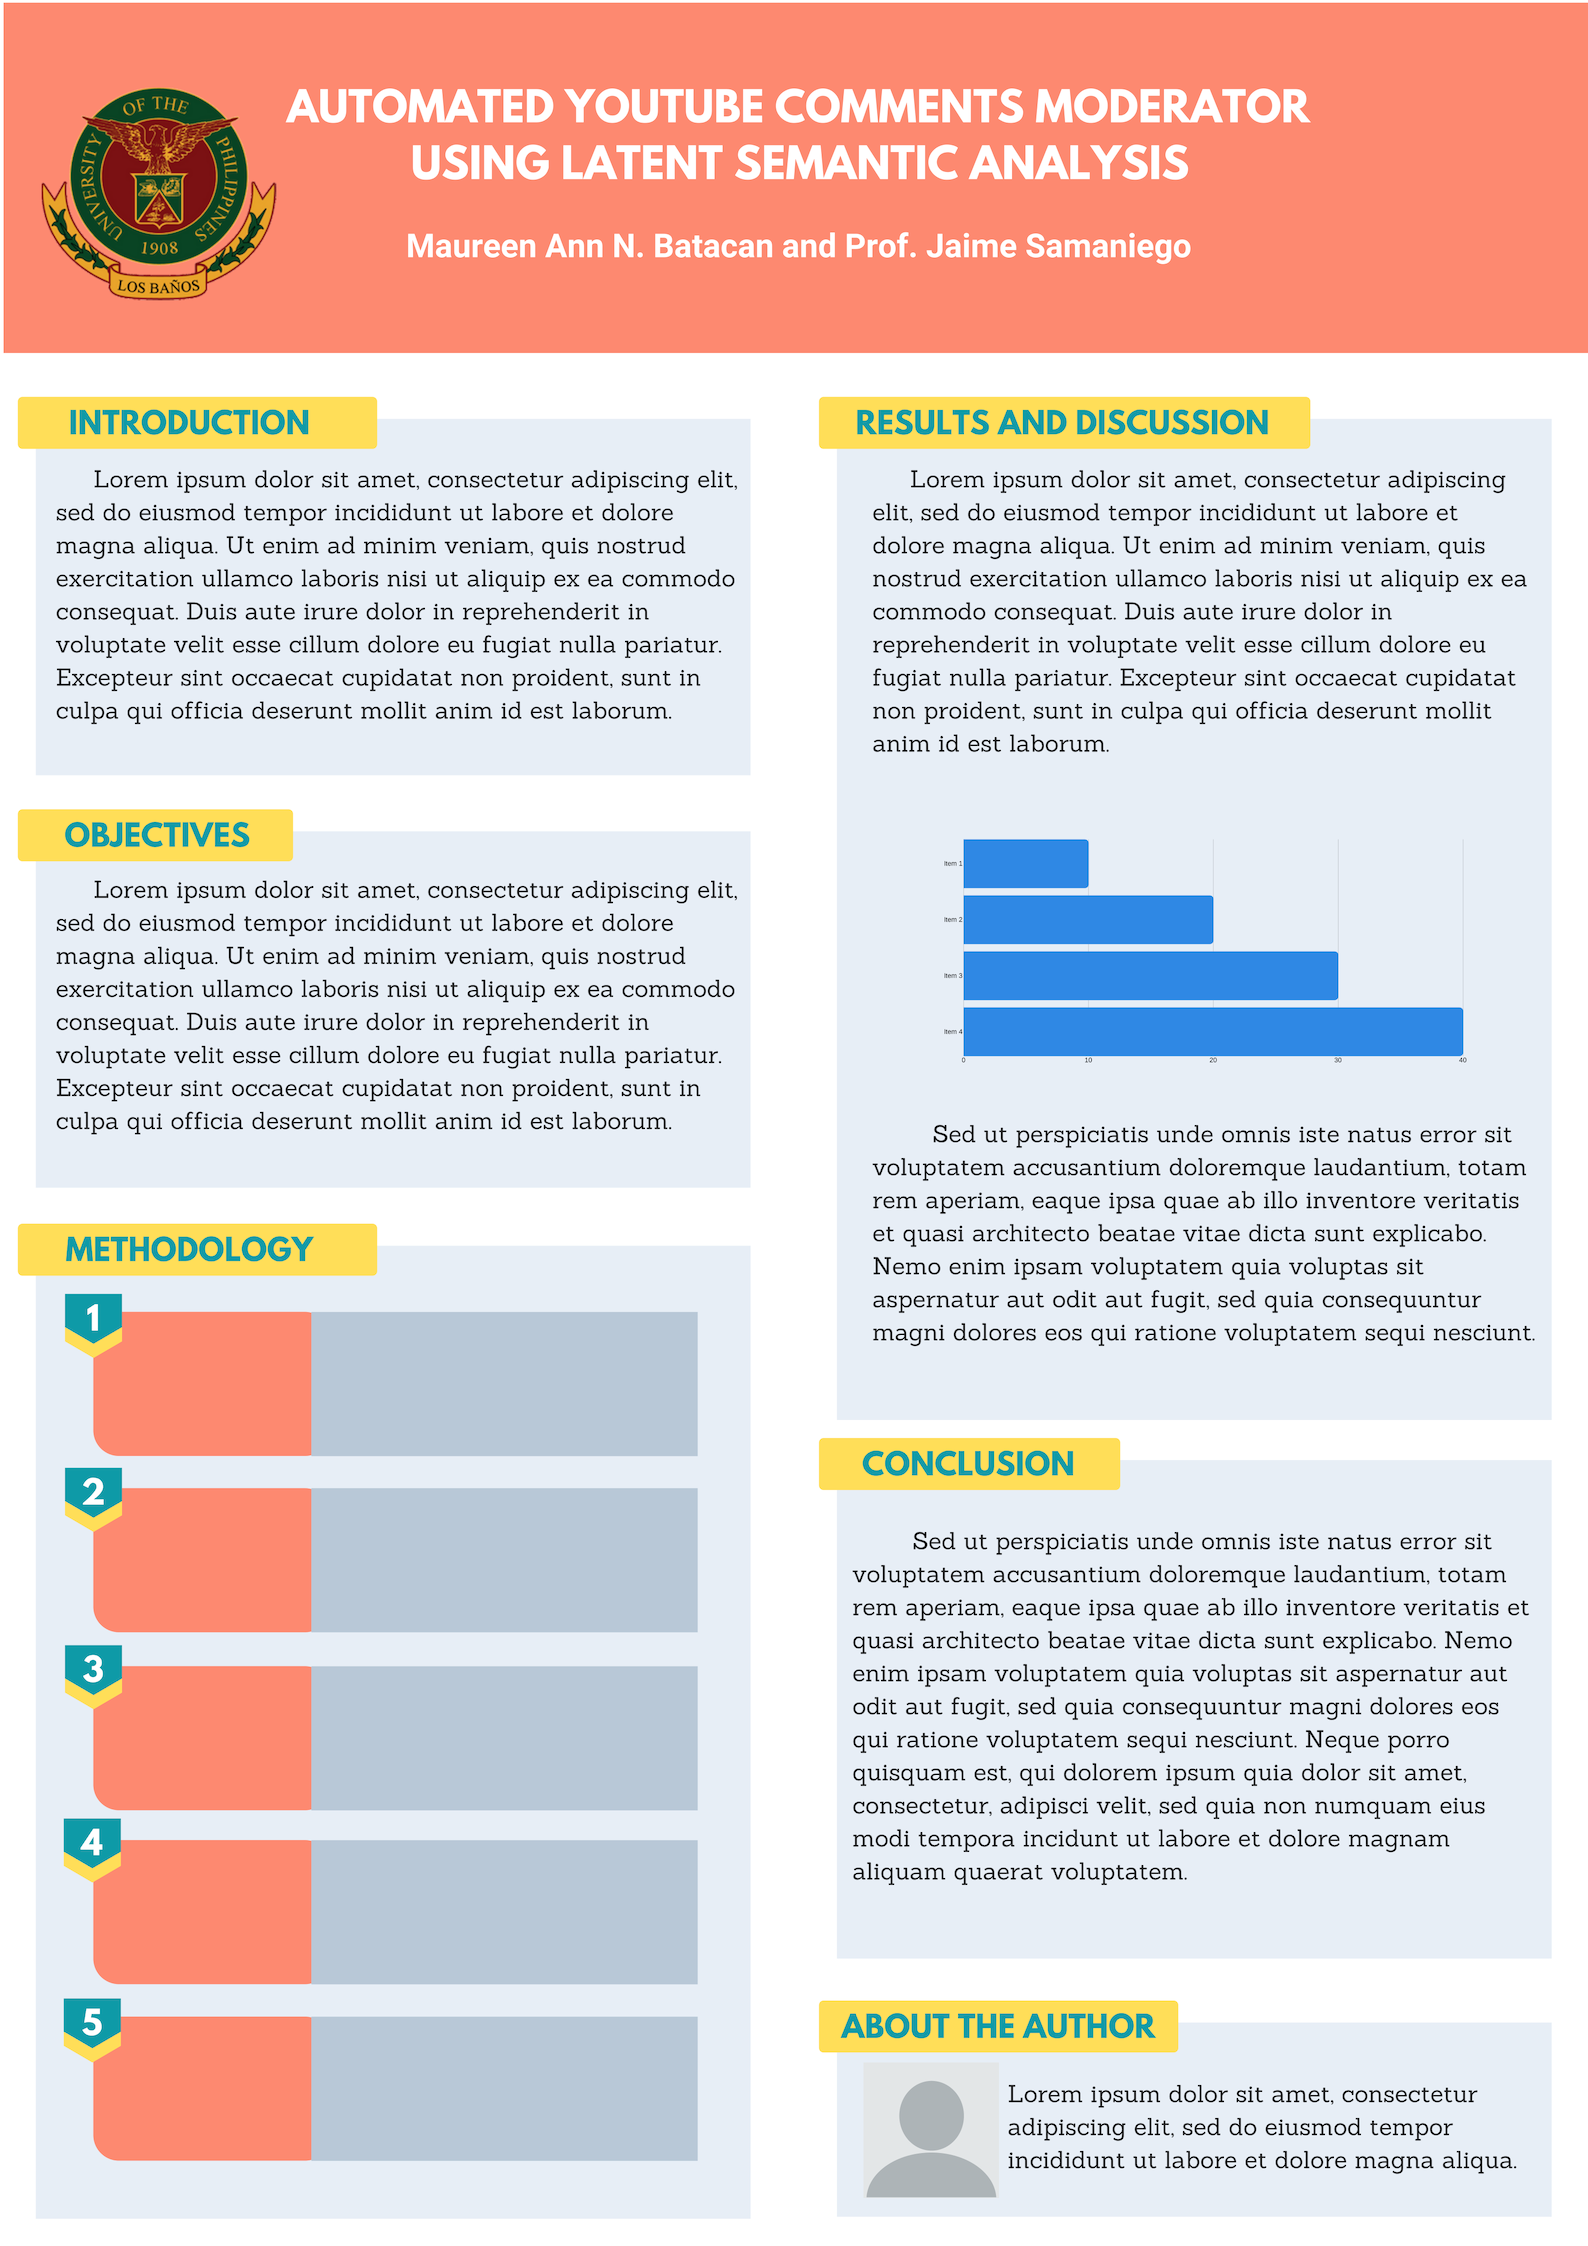 OF THE
UNIVERSITY
PHILIPPINES
1908
LOS BAÑOS
AUTOMATED YOUTUBE COMMENTS MODERATOR
USING LATENT SEMANTIC ANALYSIS
Maureen Ann N. Batacan and Prof. Jaime Samaniego
INTRODUCTION
Lorem ipsum dolor sit amet, consectetur adipiscing elit,
sed do eiusmod tempor incididunt ut labore et dolore
magna aliqua. Ut enim ad minim veniam, quis nostrud
exercitation ullamco laboris nisi ut aliquip ex ea commodo
consequat. Duis aute irure dolor in reprehenderit in
voluptate velit esse cillum dolore eu fugiat nulla pariatur.
Excepteur sint occaecat cupidatat non proident, sunt in
culpa qui officia deserunt mollit anim id est laborum.
OBJECTIVES
Lorem ipsum dolor sit amet, consectetur adipiscing elit,
sed do eiusmod tempor incididunt ut labore et dolore
magna aliqua. Ut enim ad minim veniam, quis nostrud
exercitation ullamco laboris nisi ut aliquip ex ea commodo
consequat. Duis aute irure dolor in reprehenderit in
voluptate velit esse cillum dolore eu fugiat nulla pariatur.
Excepteur sint occaecat cupidatat non proident, sunt in
culpa qui officia deserunt mollit anim id est laborum.
METHODOLOGY
1
2
3
4
5
RESULTS AND DISCUSSION
Lorem ipsum dolor sit amet, consectetur adipiscing
elit, sed do eiusmod tempor incididunt ut labore et
dolore magna aliqua. Ut enim ad minim veniam, quis
nostrud exercitation ullamco laboris nisi ut aliquip ex ea
commodo consequat. Duis aute irure dolor in
reprehenderit in voluptate velit esse cillum dolore eu
fugiat nulla pariatur. Excepteur sint occaecat cupidatat
non proident, sunt in culpa qui officia deserunt mollit
anim id est laborum.
Item 1
Item 2
Item 3
Item 4
0 10 20 30 40
Sed ut perspiciatis unde omnis iste natus error sit
voluptatem accusantium doloremque laudantium, totam
rem aperiam, eaque ipsa quae ab illo inventore veritatis
et quasi architecto beatae vitae dicta sunt explicabo.
Nemo enim ipsam voluptatem quia voluptas sit
aspernatur aut odit aut fugit, sed quia consequuntur
magni dolores eos qui ratione voluptatem sequi nesciunt.
CONCLUSION
Sed ut perspiciatis unde omnis iste natus error sit
voluptatem accusantium doloremque laudantium, totam
rem aperiam, eaque ipsa quae ab illo inventore veritatis et
quasi architecto beatae vitae dicta sunt explicabo. Nemo
enim ipsam voluptatem quia voluptas sit aspernatur aut
odit aut fugit, sed quia consequuntur magni dolores eos
qui ratione voluptatem sequi nesciunt. Neque porro
quisquam est, qui dolorem ipsum quia dolor sit amet,
consectetur, adipisci velit, sed quia non numquam eius
modi tempora incidunt ut labore et dolore magnam
aliquam quaerat voluptatem.
ABOUT THE AUTHOR
Lorem ipsum dolor sit amet, consectetur
adipiscing elit, sed do eiusmod tempor
incididunt ut labore et dolore magna aliqua.